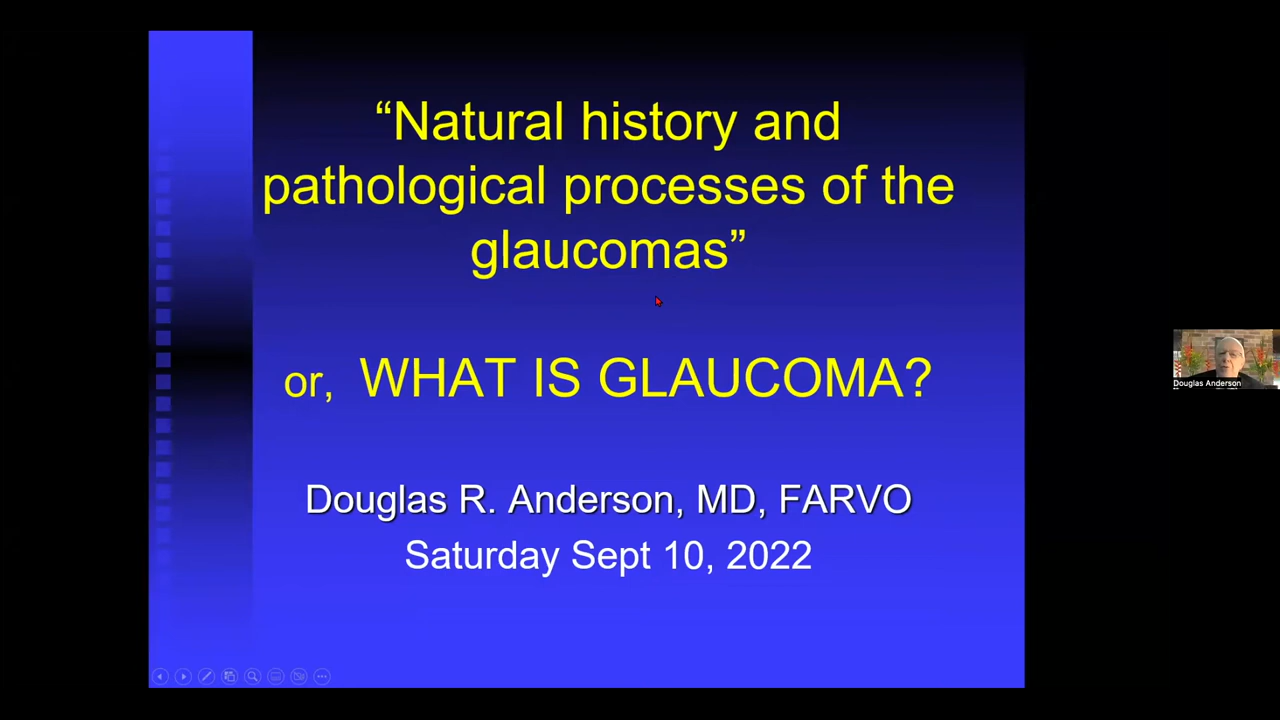 “Natural history and
pathological processes of the
glaucomas”
or, WHAT IS GLAUCOMA?
Douglas R. Anderson, MD, FARVO
Saturday Sept 10, 2022
Douglas Anderson